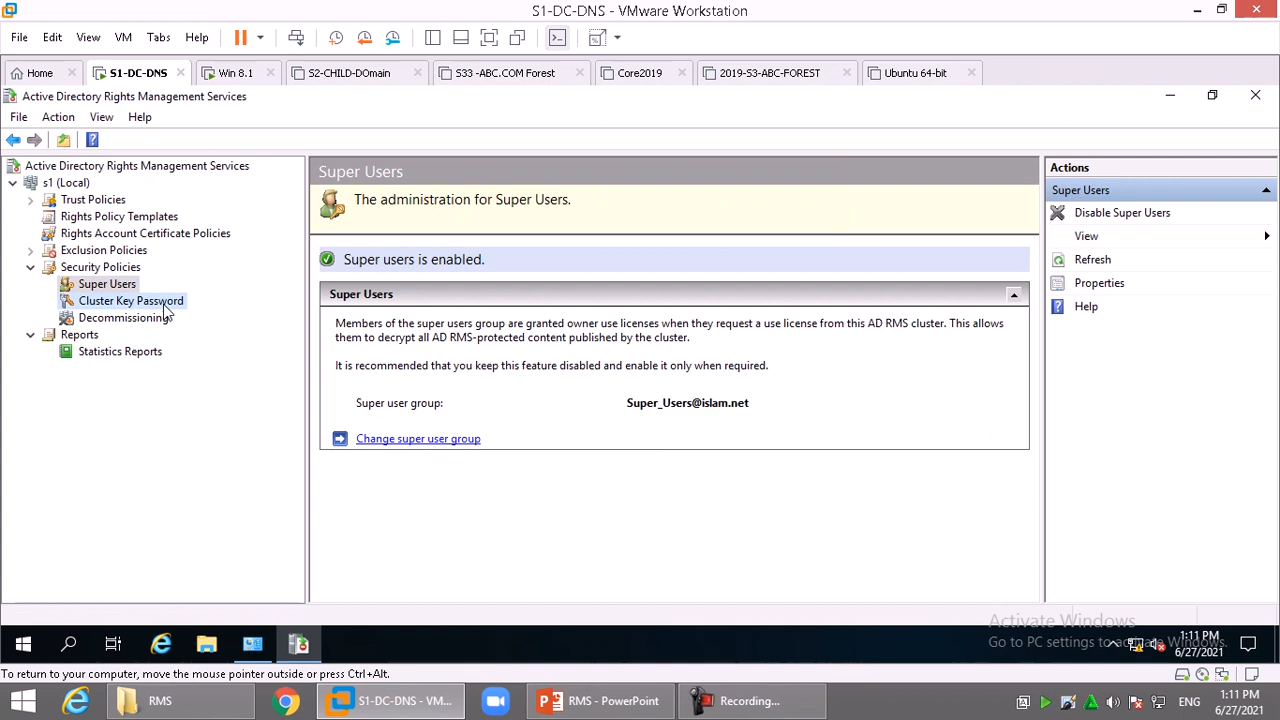 S1-DC-DNS - VMware Workstation
File Edit View VM Tabs Help
Home S1-DC-DNS Win 8.1 S2-CHILD-DOmain S33 -ABC.COM Forest Core2019 2019-S3-ABC-FOREST Ubuntu 64-bit
Active Directory Rights Management Services
File Action View Help
Active Directory Rights Management Services
s1 (Local)
Trust Policies
Rights Policy Templates
Rights Account Certificate Policies
Exclusion Policies
Security Policies
Super Users
Cluster Key Password
Decommissioning
Reports
Statistics Reports
Super Users
The administration for Super Users.
Super users is enabled.
Super Users
Members of the super users group are granted owner use licenses when they request a use license from this AD RMS cluster. This allows
them to decrypt all AD RMS-protected content published by the cluster.
It is recommended that you keep this feature disabled and enable it only when required.
Super user group: Super_Users@islam.net
Change super user group
Actions
Super Users
Disable Super Users
View
Refresh
Properties
Help
Activate Windows
Go to PC settings to activate Windows.
1:11 PM
6/27/2021
To return to your computer, move the mouse pointer outside or press Ctrl+Alt.
RMS S1-DC-DNS - VM... RMS - PowerPoint Recording... ENG 1:11 PM
6/27/2021